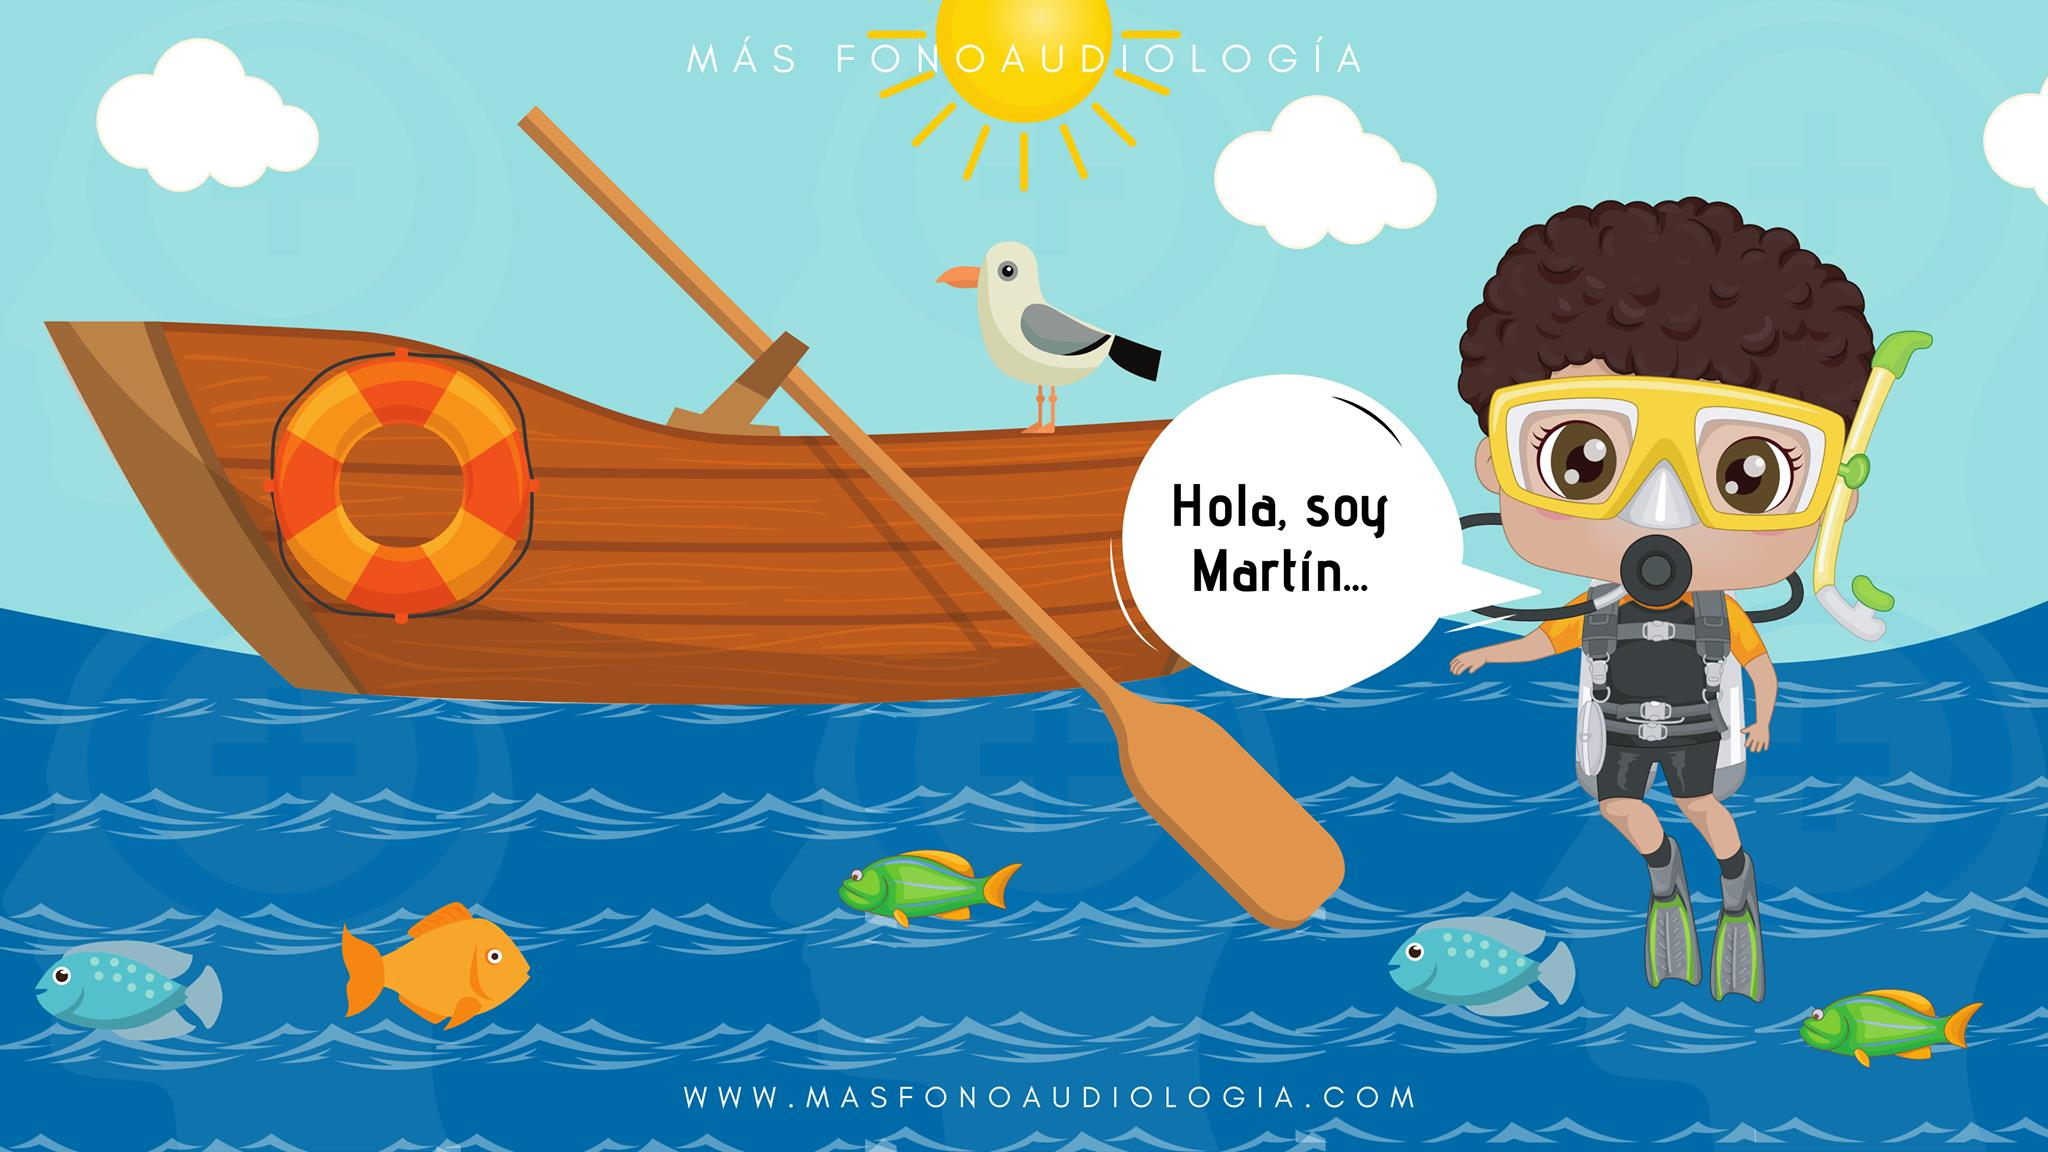 MÁS FONOAUDIOLOGÍA
Hola, soy
Martín...
WWW.MASFONOAUDIOLOGIA.COM